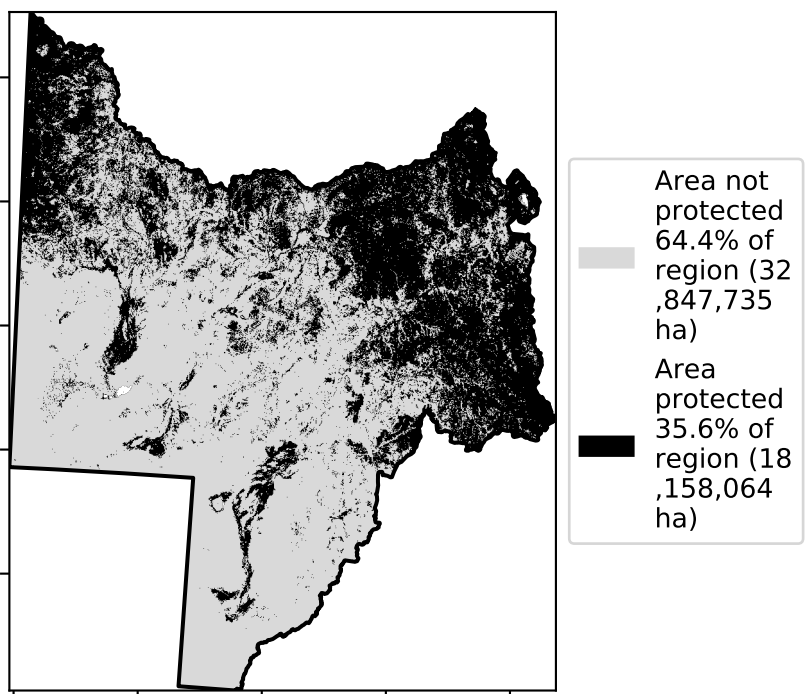 Area not
protected
64.4% of
region (32
,847,735
ha)
Area
protected
35.6% of
region (18
,158,064
ha)